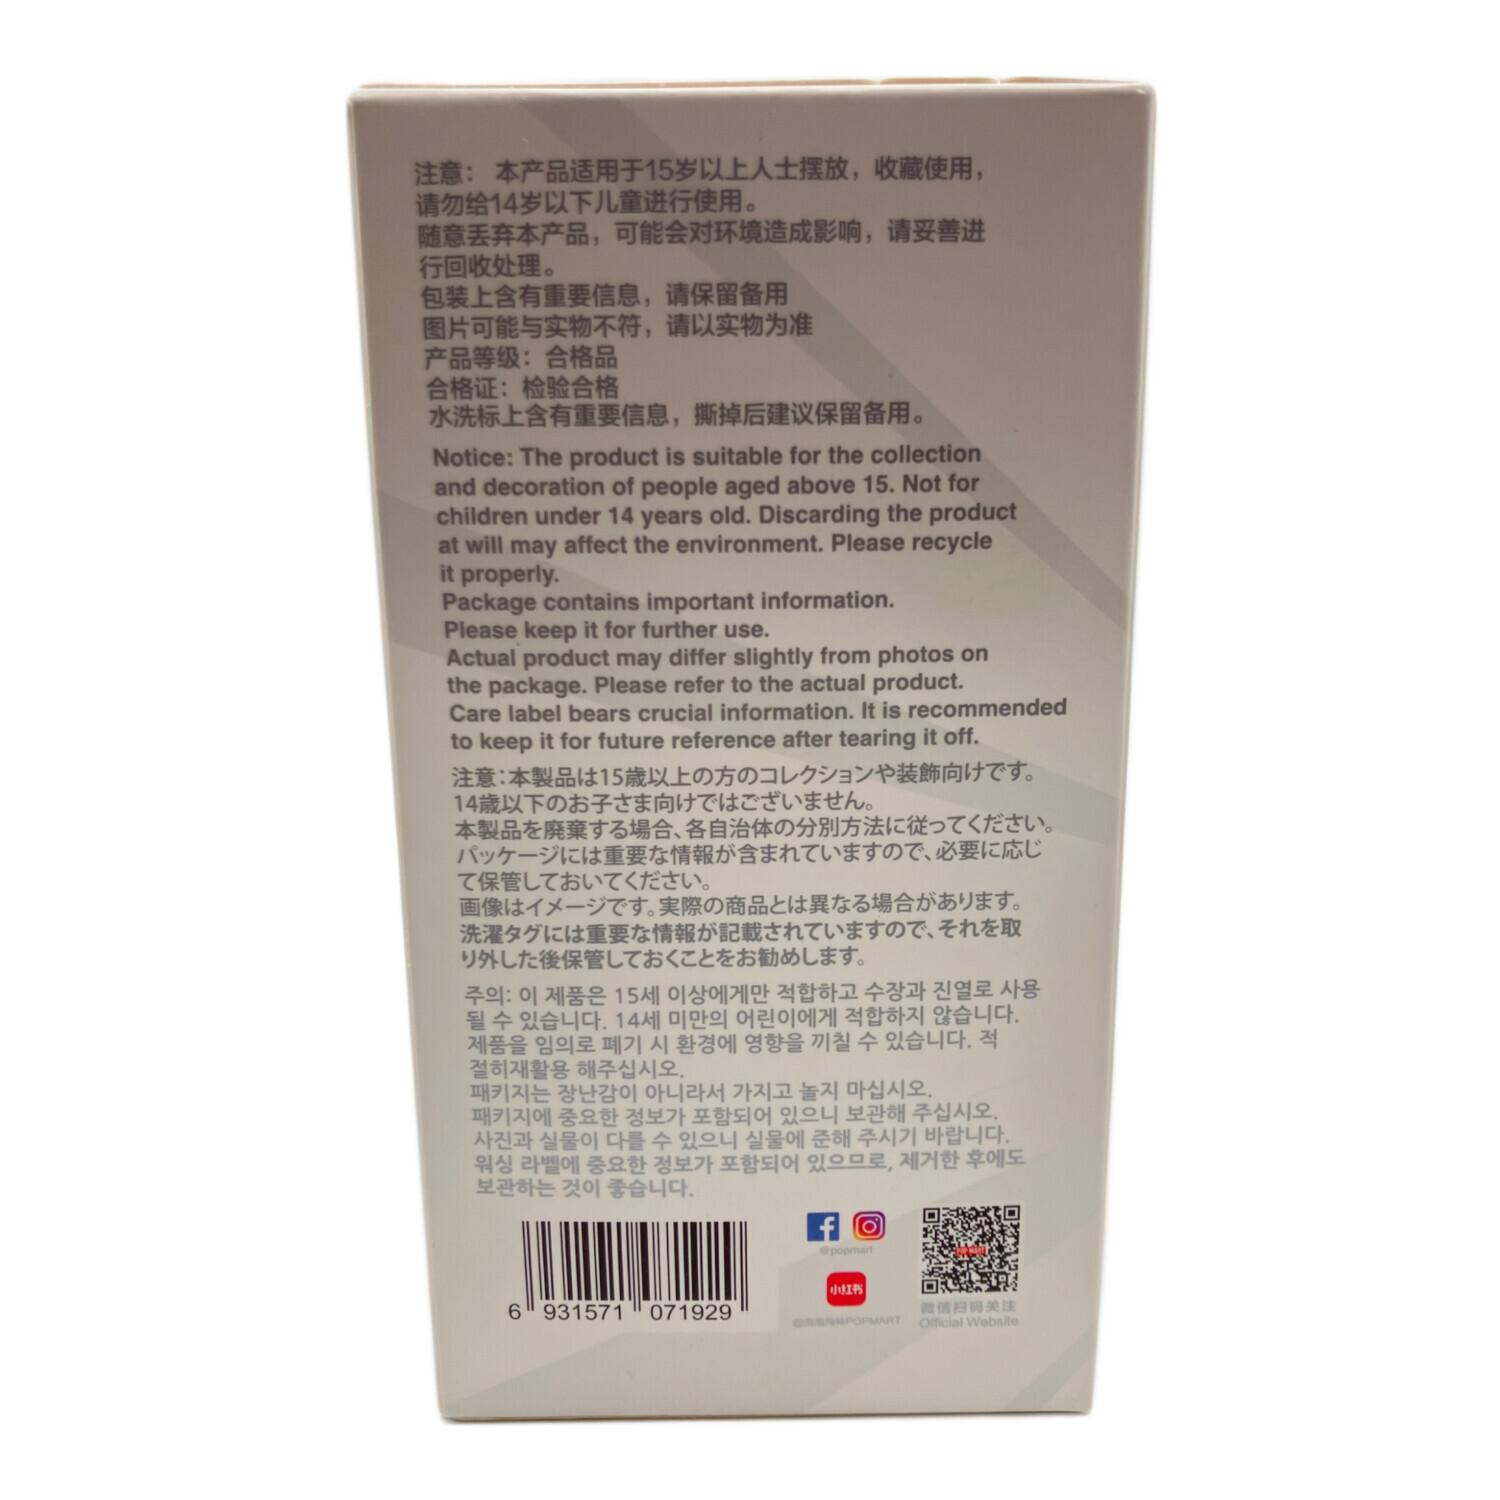 注意： 本产品适用于15岁以上人士摆放，收藏使用，
请勿给14岁以下儿童进行使用。
随意丢弃本产品，可能会对环境造成影响，请妥善进
行回收处理。
包装上含有重要信息，请保留备用
图片可能与实物不符，请以实物为准
产品等级：合格品
合格证：检验合格
水洗标上含有重要信息，撕掉后建议保留备用。
Notice: The product is suitable for the collection
and decoration of people aged above 15. Not for
children under 14 years old. Discarding the product
at will may affect the environment. Please recycle
it properly.
Package contains important information.
Please keep it for further use.
Actual product may differ slightly from photos on
the package. Please refer to the actual product.
Care label bears crucial information. It is recommended
to keep it for future reference after tearing it off.
注意：本製品は15歳以上の方のコレクションや装飾向けです。
14歳以下のお子さま向けではございません。
本製品を廃棄する場合、各自治体の分別方法に従ってください。
パッケージには重要な情報が含まれていますので、必要に応じ
て保管しておいてください。
画像はイメージです。実際の商品とは異なる場合があります。
洗濯タグには重要な情報が記載されていますので、それを取
り外した後保管しておくことをお勧めします。
주의: 이 제품은 15세 이상에게만 적합하고 수장과 진열로 사용
될 수 있습니다. 14세 미만의 어린이에게 적합하지 않습니다.
제품을 임의로 폐기 시 환경에 영향을 끼칠 수 있습니다. 적
절히재활용 해주십시오.
패키지는 장난감이 아니라서 가지고 놀지 마십시오.
패키지에 중요한 정보가 포함되어 있으니 보관해 주십시오.
사진과 실물이 다를 수 있으니 실물에 준해 주시기 바랍니다.
워싱 라벨에 중요한 정보가 포함되어 있으므로, 제거한 후에도
보관하는 것이 좋습니다.
6 931571 071929
@popmart
小红书
@泡泡玛特POPMART
POP MART
微信扫码关注
Official Website